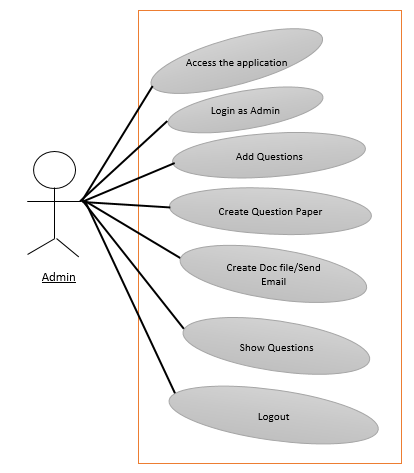 Access the application
Login as Admin
Add Questions
Create Question Paper
Create Doc file/Send
Email
Show Questions
Logout
Admin